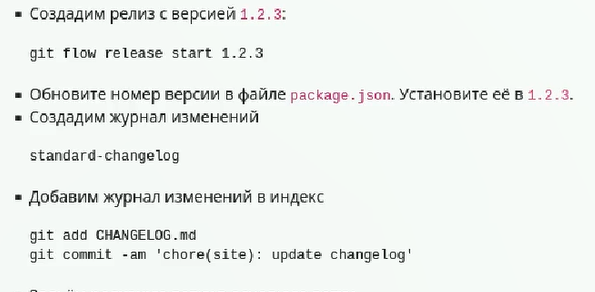 Создадим релиз с версией 1.2.3:
git flow release start 1.2.3
Обновите номер версии в файле package.json. Установите её в 1.2.3.
Создадим журнал изменений
standard-changelog
Добавим журнал изменений в индекс
git add CHANGELOG.md
git commit -am 'chore(site): update changelog'